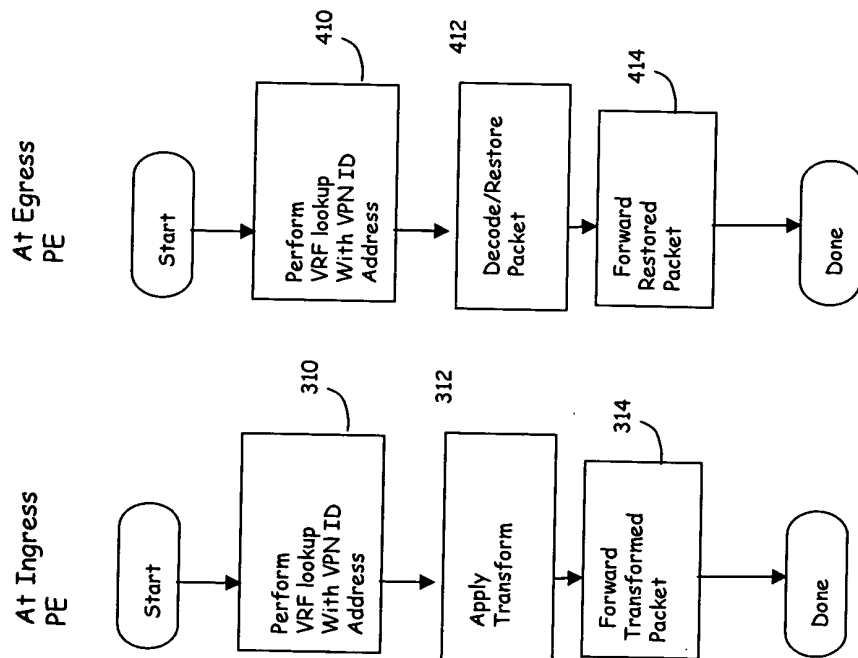 At Ingress
PE
Start
Perform
VRF lookup
With VPN ID
Address
310
Apply
Transform
312
Forward
Transformed
Packet
314
Done
At Egress
PE
Start
Perform
VRF lookup
With VPN ID
Address
410
Decode/Restore
Packet
412
Forward
Restored
Packet
414
Done